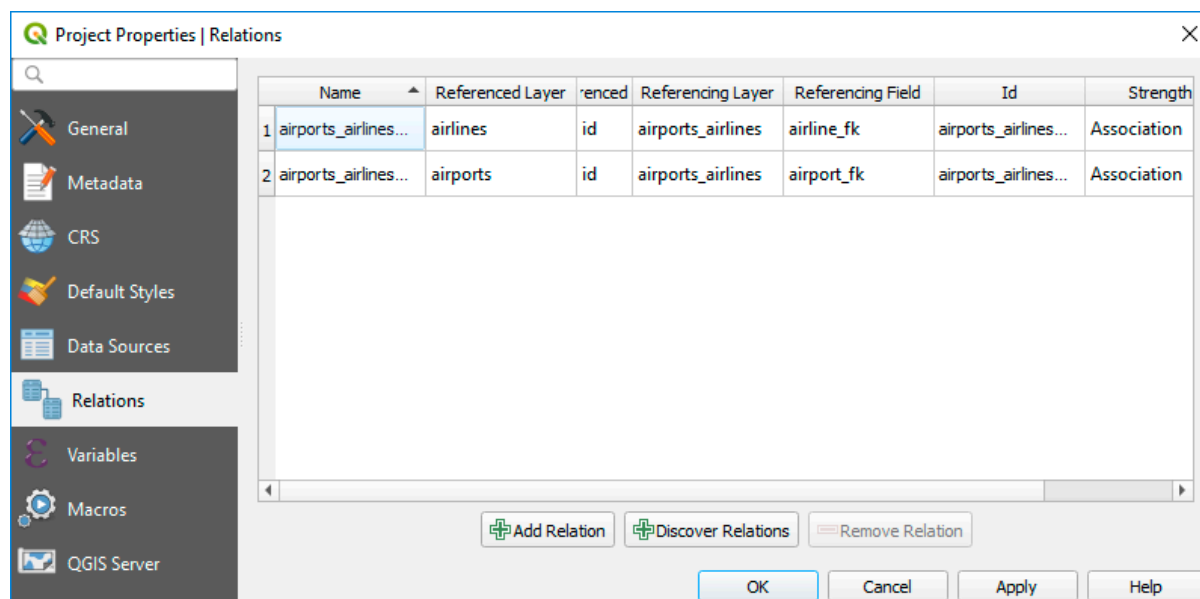 Project Properties | Relations
Name Referenced Layer renced Referencing Layer Referencing Field Id Strength
1 airports_airlines... airlines id airports_airlines airline_fk airports_airlines... Association
2 airports_airlines... airports id airports_airlines airport_fk airports_airlines... Association
General
Metadata
CRS
Default Styles
Data Sources
Relations
Variables
Macros
QGIS Server
Add Relation Discover Relations Remove Relation
OK Cancel Apply Help